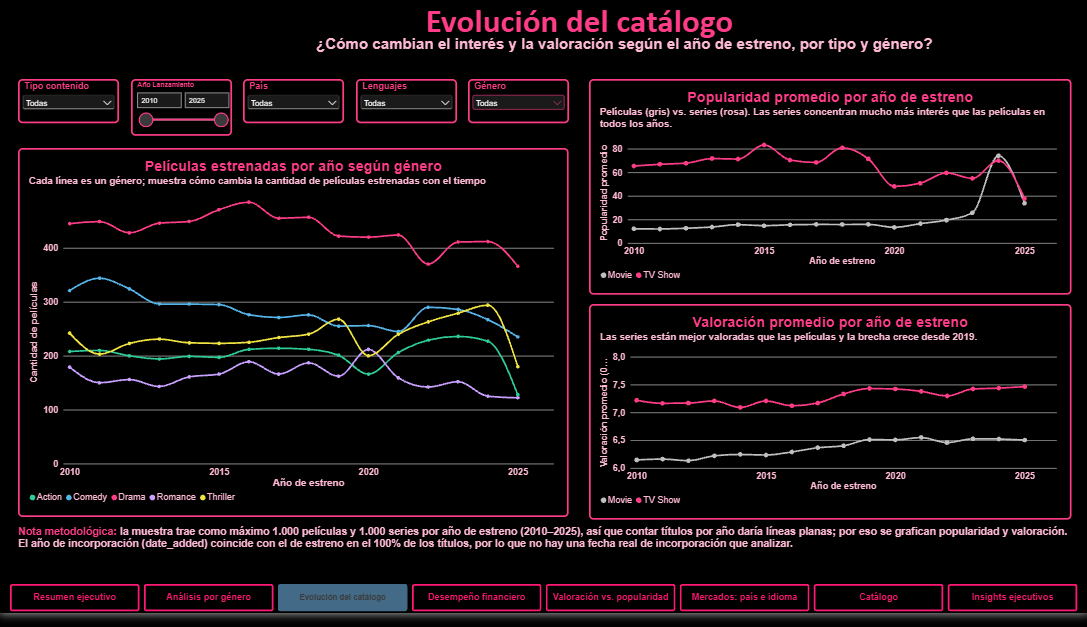 Evolución del catálogo
¿Cómo cambian el interés y la valoración según el año de estreno, por tipo y género?
Tipo contenido
Todas
Año Lanzamiento
2010 2025
País
Todas
Lenguajes
Todas
Género
Todas
Películas estrenadas por año según género
Cada línea es un género; muestra cómo cambia la cantidad de películas estrenadas con el tiempo
Cantidad de películas
400
300
200
100
0
2010 2015 2020 2025
Año de estreno
Action Comedy Drama Romance Thriller
Popularidad promedio por año de estreno
Películas (gris) vs. series (rosa). Las series concentran mucho más interés que las películas en
todos los años.
Popularidad promedio
80
60
40
20
0
2010 2015 2020 2025
Año de estreno
Movie TV Show
Valoración promedio por año de estreno
Las series están mejor valoradas que las películas y la brecha crece desde 2019.
Valoración promedio (0...
8,0
7,5
7,0
6,5
6,0
2010 2015 2020 2025
Año de estreno
Movie TV Show
Nota metodológica: la muestra trae como máximo 1.000 películas y 1.000 series por año de estreno (2010–2025), así que contar títulos por año daría líneas planas; por eso se grafican popularidad y valoración.
El año de incorporación (date_added) coincide con el de estreno en el 100% de los títulos, por lo que no hay una fecha real de incorporación que analizar.
Resumen ejecutivo
Análisis por género
Evolución del catálogo
Desempeño financiero
Valoración vs. popularidad
Mercados: país e idioma
Catálogo
Insights ejecutivos